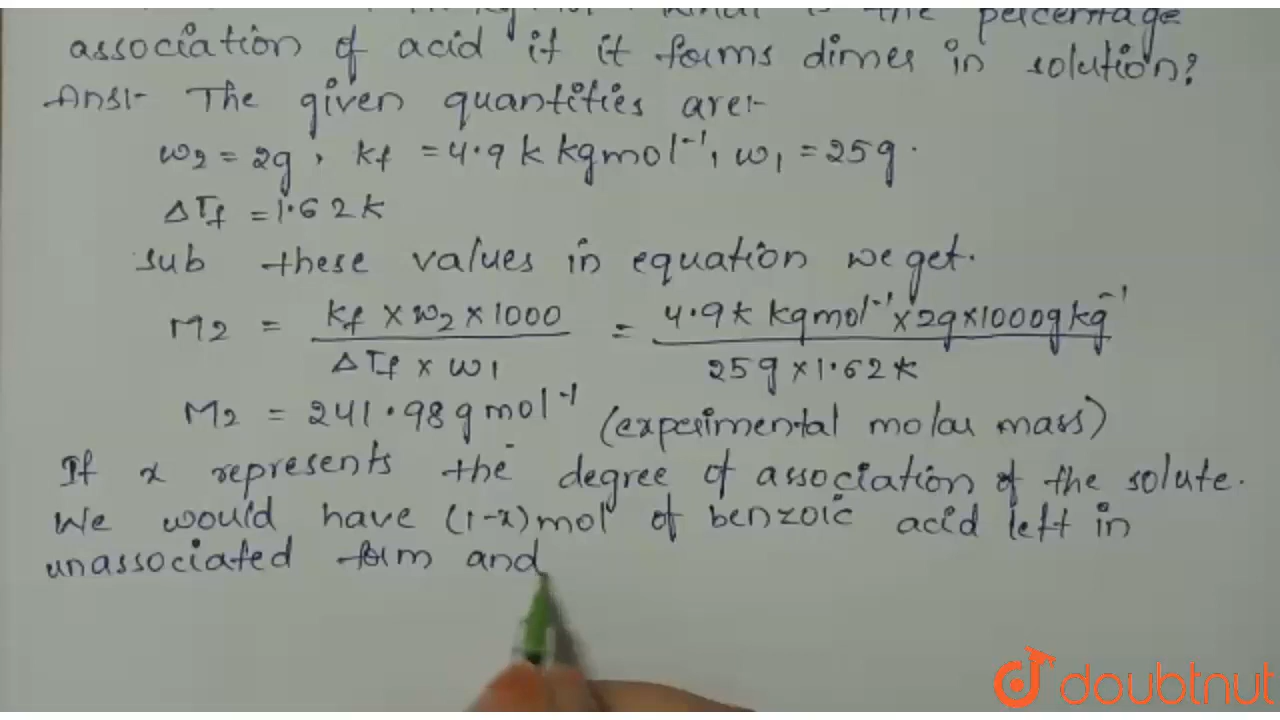 the percentage
association of acid if it forms dimer in solution?
Ans:- The given quantities are:-
w2 = 2g, kf = 4.9 k kg mol⁻¹, w1 = 25g.
ΔTf = 1.62 k
sub these values in equation we get.
M2 = kf × w2 × 1000 / ΔTf × w1 = 4.9 k kg mol⁻¹ × 2g × 1000 g kg⁻¹ / 25g × 1.62 k
M2 = 241.98 g mol⁻¹ (experimental molar mass)
If x represents the degree of association of the solute.
We would have (1-x) mol of benzoic acid left in
unassociated form and
doubtnut